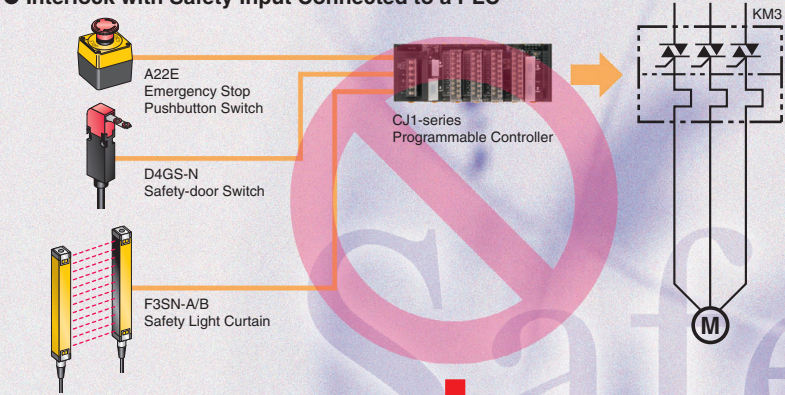 ● Interlock with Safety Input Connected to a PLC
KM3
A22E
Emergency Stop
Pushbutton Switch
CJ1-series
Programmable Controller
D4GS-N
Safety-door Switch
F3SN-A/B
Safety Light Curtain
M
Safe